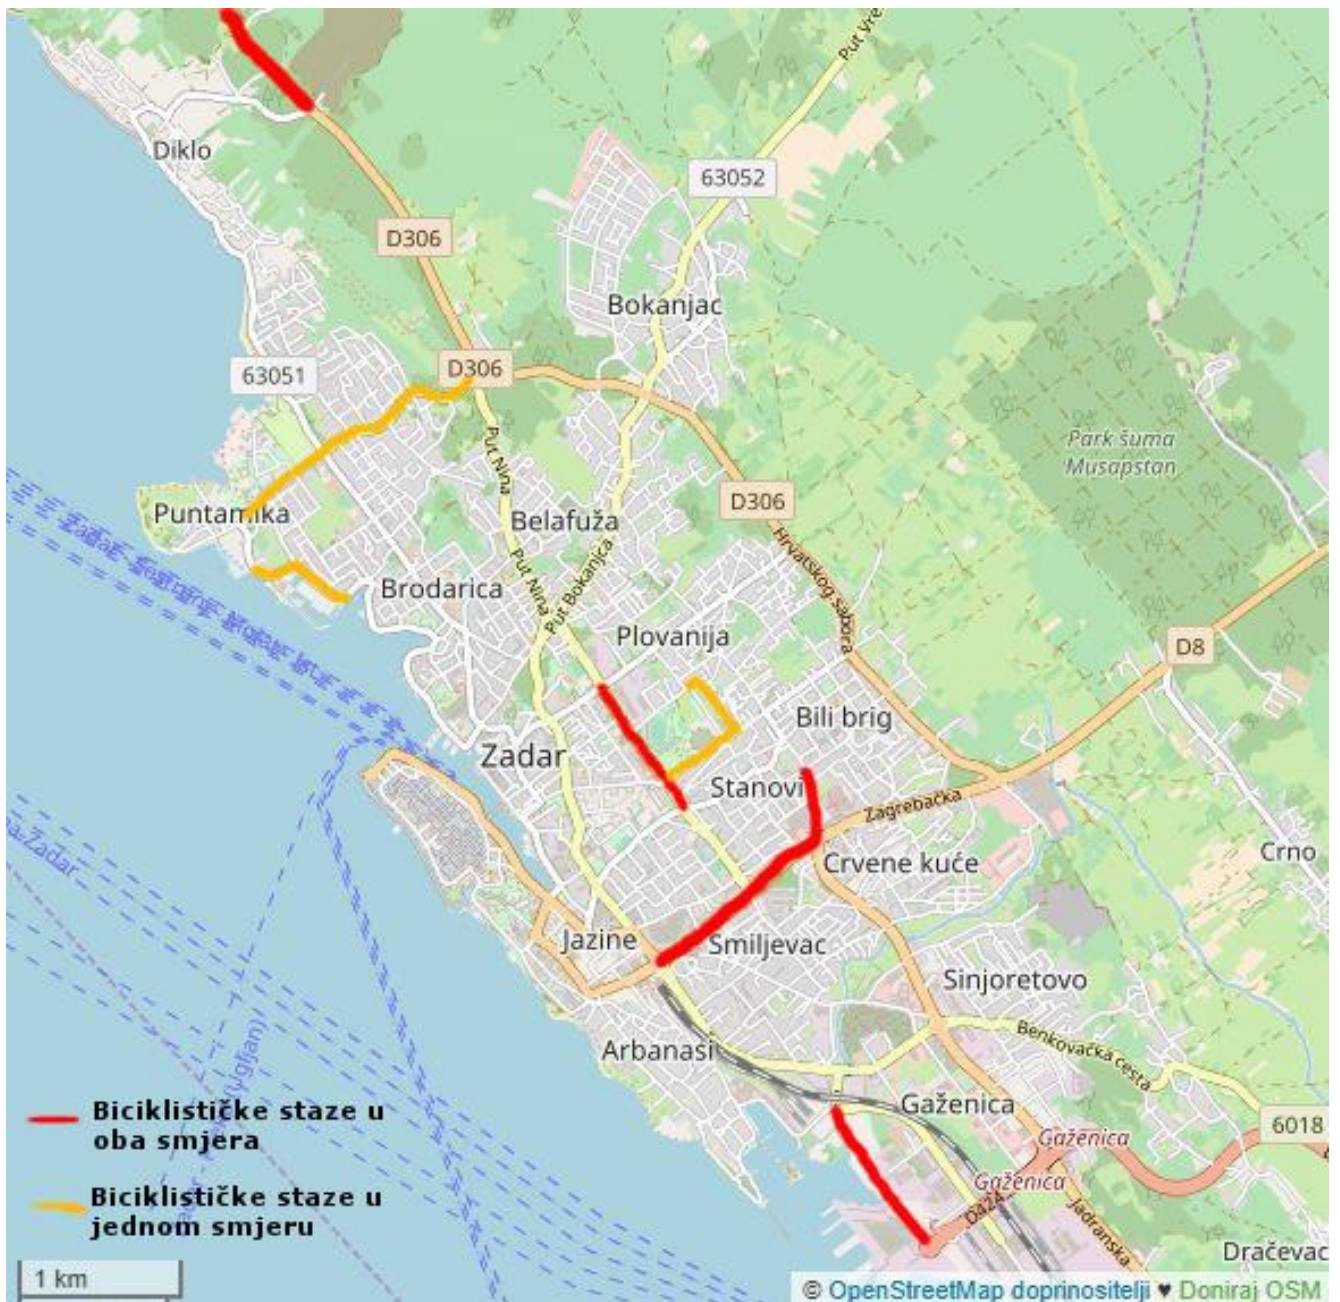 Put Vre
Diklo
63052
D306
Bokanjac
D306
63051
Park šuma
Musapstan
Put Nina
D306
Puntamika
Belafuža
Hrvatskog sabora
Put Nina
Put Bokanjca
Brodarica
Plovanija
D8
Bili brig
Zadar
Stanovi
Zagrebačka
Crvene kuće
Crno
Zadar
Jazine
Smiljevac
Sinjoretovo
Benkovačka cesta
Arbanasi
Gaženica
6018
Gaženica
Gaženica
D424
Jadranska
Dračevac
Biciklističke staze u
oba smjera
Biciklističke staze u
jednom smjeru
1 km
© OpenStreetMap doprinositelji ♥ Doniraj OSM